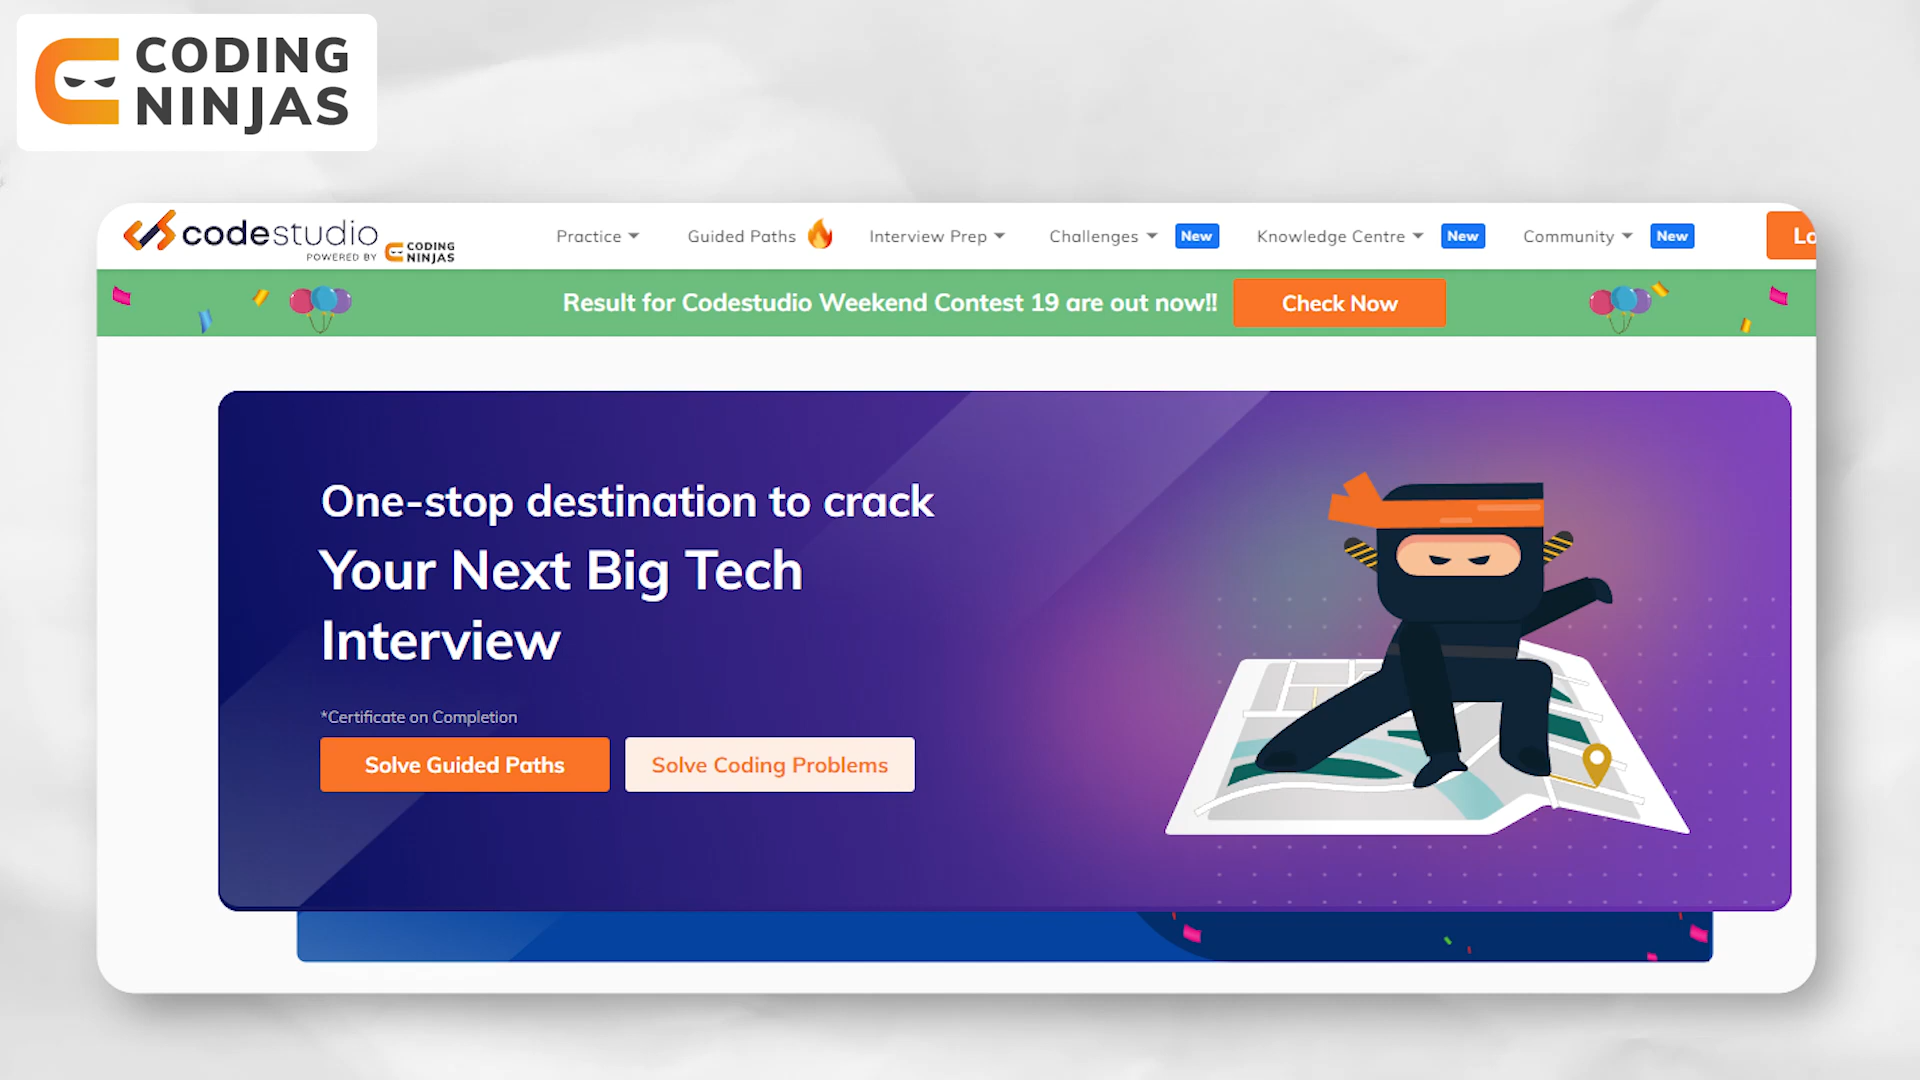 CODING
NINJAS
codestudio
POWERED BY CODING NINJAS
Practice Guided Paths Interview Prep Challenges New Knowledge Centre New Community New Lo
Result for Codestudio Weekend Contest 19 are out now!! Check Now
One-stop destination to crack
Your Next Big Tech
Interview
*Certificate on Completion
Solve Guided Paths Solve Coding Problems